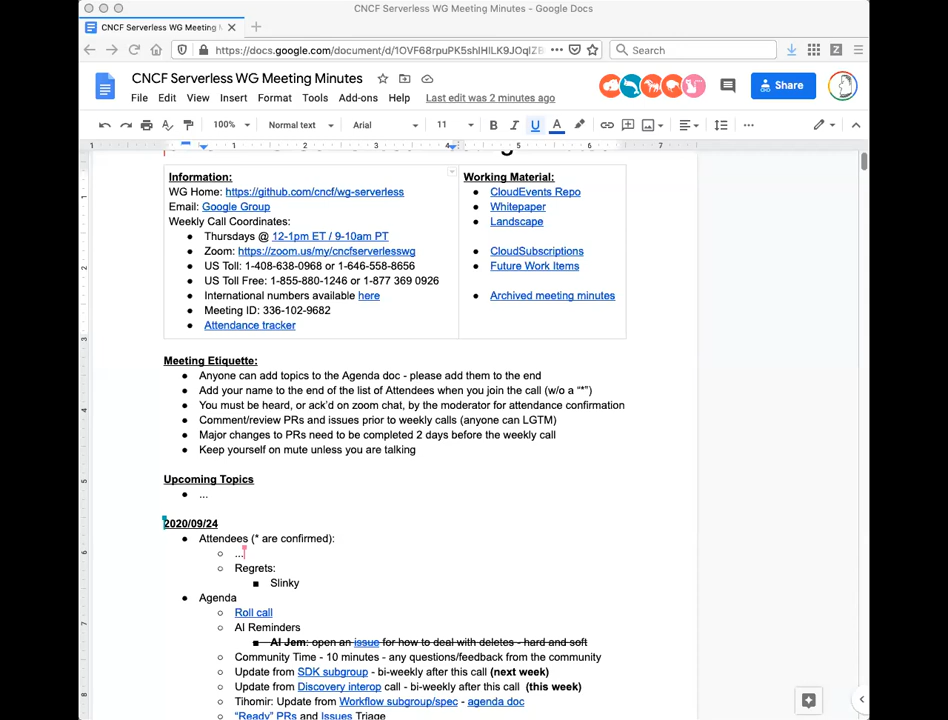 CNCF Serverless WG Meeting Minutes - Google Docs
CNCF Serverless WG Meeting
https://docs.google.com/document/d/
Search
CNCF Serverless WG Meeting Minutes
Share
File Edit View Insert Format Tools Add-ons Help Last edit was 2 minutes ago
100% Normal text Arial 11 B I U A
1 2 3 4 5 6 7
Information:
WG Home: https://github.com/cncf/wg-serverless
Email: Google Group
Weekly Call Coordinates:
● Thursdays @ 12-1pm ET / 9-10am PT
● Zoom: https://zoom.us/my/cncfserverlesswg
● US Toll: 1-408-638-0968 or 1-646-558-8656
● US Toll Free: 1-855-880-1246 or 1-877 369 0926
● International numbers available here
● Meeting ID: 336-102-9682
● Attendance tracker
Working Material:
● CloudEvents Repo
● Whitepaper
● Landscape
● CloudSubscriptions
● Future Work Items
● Archived meeting minutes
Meeting Etiquette:
● Anyone can add topics to the Agenda doc - please add them to the end
● Add your name to the end of the list of Attendees when you join the call (w/o a “*”)
● You must be heard, or ack’d on zoom chat, by the moderator for attendance confirmation
● Comment/review PRs and issues prior to weekly calls (anyone can LGTM)
● Major changes to PRs need to be completed 2 days before the weekly call
● Keep yourself on mute unless you are talking
Upcoming Topics
● ...
2020/09/24
● Attendees (* are confirmed):
○ ...
○ Regrets:
■ Slinky
● Agenda
○ Roll call
○ AI Reminders
■ AI Jem: open an issue for how to deal with deletes - hard and soft
○ Community Time - 10 minutes - any questions/feedback from the community
○ Update from SDK subgroup - bi-weekly after this call (next week)
○ Update from Discovery interop call - bi-weekly after this call (this week)
○ Tihomir: Update from Workflow subgroup/spec - agenda doc
○ “Ready” PRs and Issues Triage